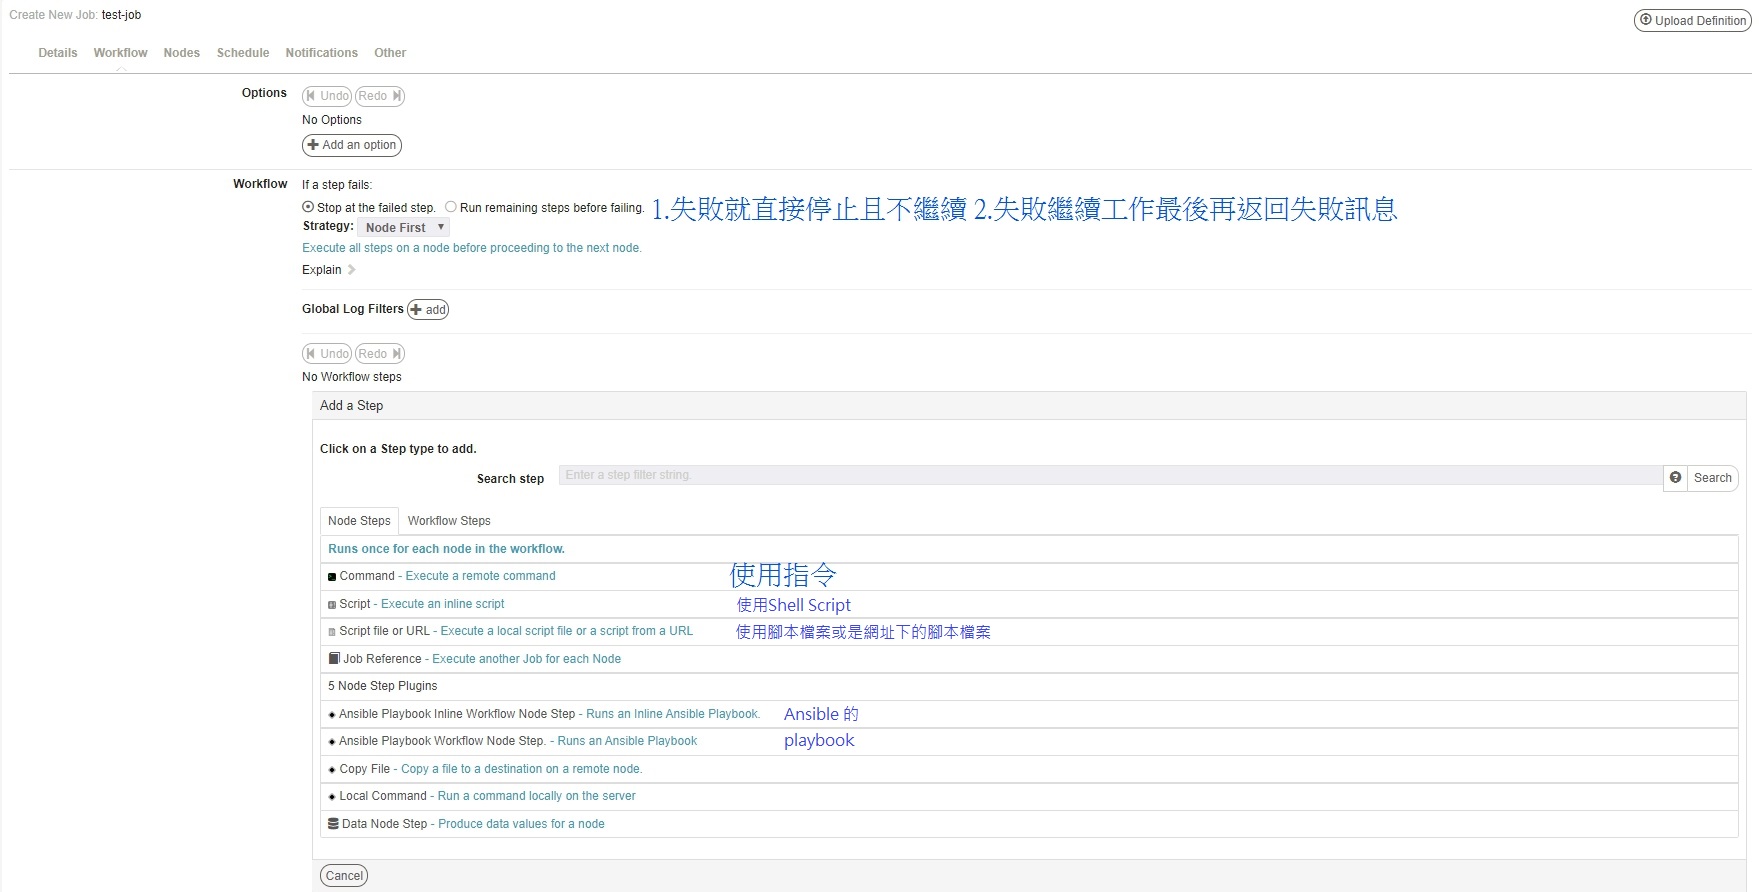 Create New Job: test-job
Upload Definition
Details Workflow Nodes Schedule Notifications Other
Options Undo Redo
No Options
Add an option
Workflow If a step fails:
Stop at the failed step. Run remaining steps before failing. 1.失敗就直接停止且不繼續 2.失敗繼續工作最後再返回失敗訊息
Strategy: Node First
Execute all steps on a node before proceeding to the next node.
Explain
Global Log Filters add
Undo Redo
No Workflow steps
Add a Step
Click on a Step type to add.
Search step Enter a step filter string. Search
Node Steps Workflow Steps
Runs once for each node in the workflow.
Command - Execute a remote command 使用指令
Script - Execute an inline script 使用Shell Script
Script file or URL - Execute a local script file or a script from a URL 使用腳本檔案或是網址下的腳本檔案
Job Reference - Execute another Job for each Node
5 Node Step Plugins
Ansible Playbook Inline Workflow Node Step - Runs an Inline Ansible Playbook. Ansible 的
Ansible Playbook Workflow Node Step. - Runs an Ansible Playbook playbook
Copy File - Copy a file to a destination on a remote node.
Local Command - Run a command locally on the server
Data Node Step - Produce data values for a node
Cancel